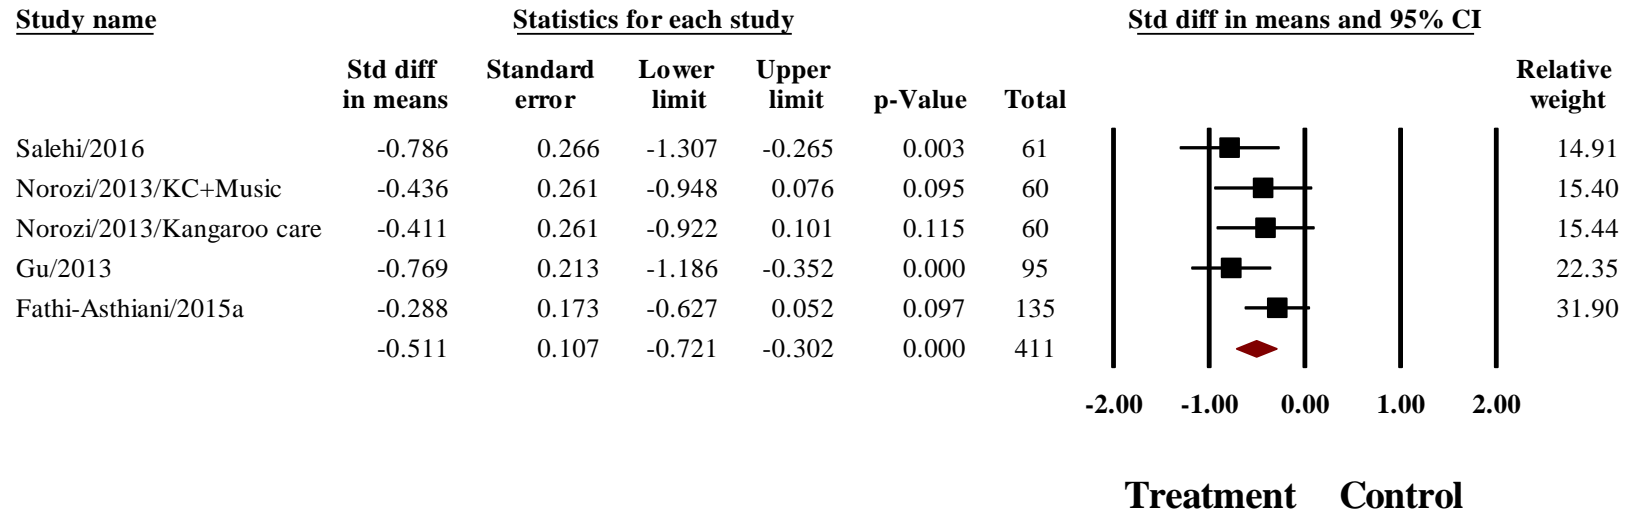 Study name Statistics for each study Std diff in means and 95% CI
Std diff Standard Lower Upper Relative
in means error limit limit p-Value Total weight
Salehi/2016 -0.786 0.266 -1.307 -0.265 0.003 61 14.91
Norozi/2013/KC+Music -0.436 0.261 -0.948 0.076 0.095 60 15.40
Norozi/2013/Kangaroo care -0.411 0.261 -0.922 0.101 0.115 60 15.44
Gu/2013 -0.769 0.213 -1.186 -0.352 0.000 95 22.35
Fathi-Asthiani/2015a -0.288 0.173 -0.627 0.052 0.097 135 31.90
-0.511 0.107 -0.721 -0.302 0.000 411
-2.00 -1.00 0.00 1.00 2.00
Treatment Control